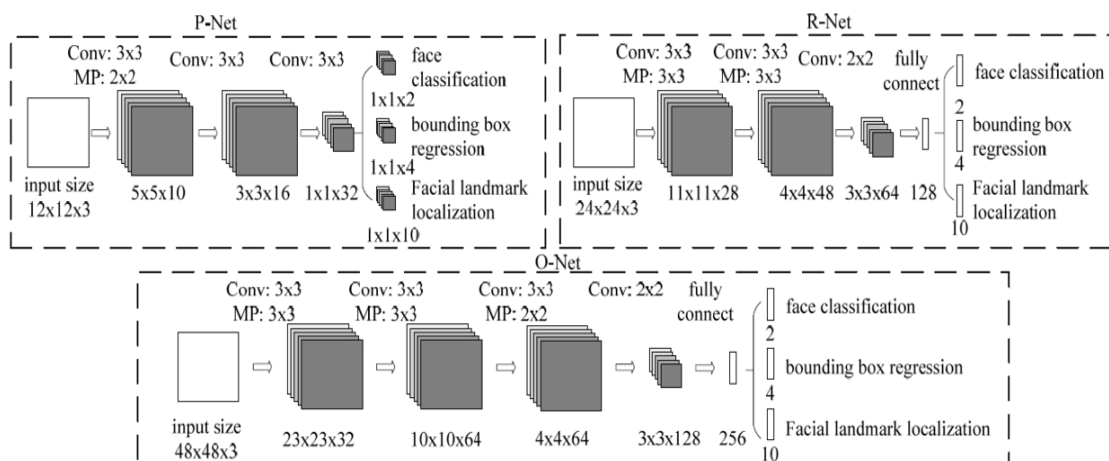 P-Net
Conv: 3x3
MP: 2x2
Conv: 3x3
Conv: 3x3
face
classification
1x1x2
bounding box
regression
1x1x4
Facial landmark
localization
1x1x10
input size
12x12x3
5x5x10
3x3x16
1x1x32
R-Net
Conv: 3x3
MP: 3x3
Conv: 3x3
MP: 3x3
Conv: 2x2
fully
connect
face classification
2
bounding box
regression
4
Facial landmark
localization
10
input size
24x24x3
11x11x28
4x4x48
3x3x64
128
O-Net
Conv: 3x3
MP: 3x3
Conv: 3x3
MP: 3x3
Conv: 3x3
MP: 2x2
Conv: 2x2
fully
connect
face classification
2
bounding box regression
4
Facial landmark localization
10
input size
48x48x3
23x23x32
10x10x64
4x4x64
3x3x128
256